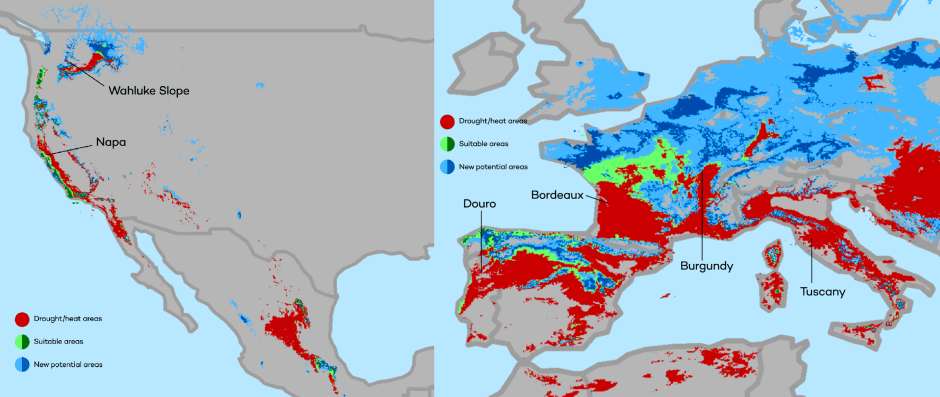 Wahluke Slope
Napa
Drought/heat areas
Suitable areas
New potential areas
Drought/heat areas
Suitable areas
New potential areas
Bordeaux
Douro
Burgundy
Tuscany